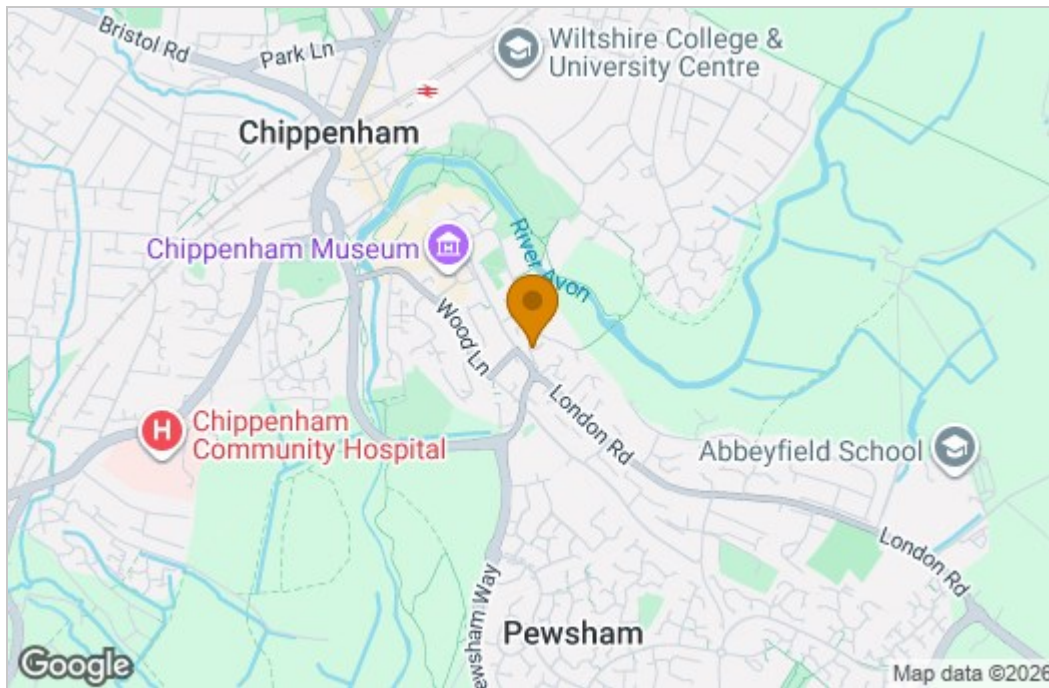 Bristol Rd
Park Ln
Wiltshire College &
University Centre
Chippenham
Chippenham Museum
River Avon
Wood Ln
London Rd
H
Chippenham
Community Hospital
Abbeyfield School
London Rd
ewsham Way
Pewsham
Google
Map data ©2026